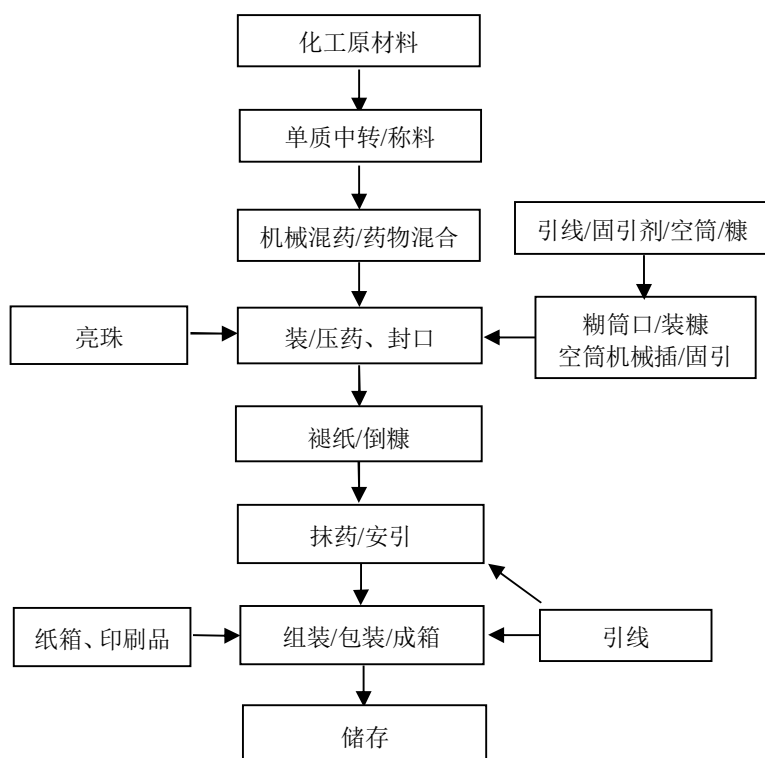 化工原材料
单质中转/称料
机械混药/药物混合
引线/固引剂/空筒/糠
亮珠
装/压药、封口
糊筒口/装糠
空筒机械插/固引
褪纸/倒糠
抹药/安引
纸箱、印刷品
组装/包装/成箱
引线
储存